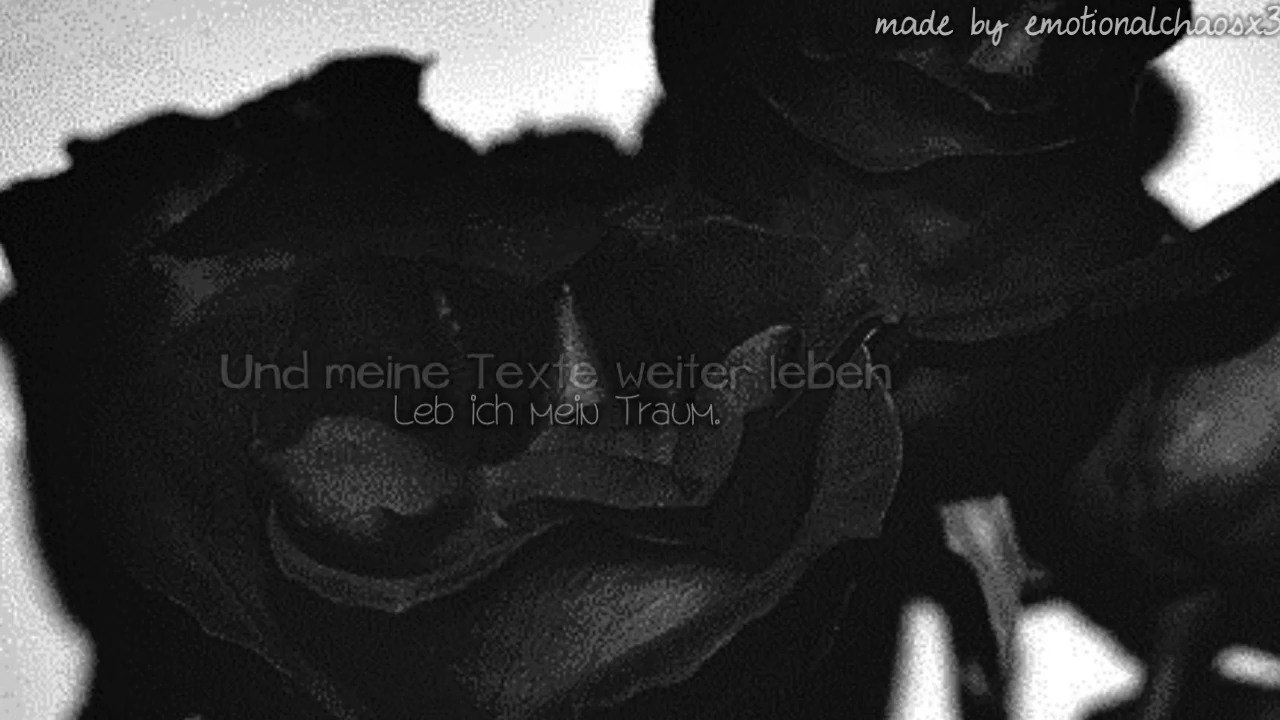 made by emotionalchaosx3
Und meine Texte weiter leben
Leb ich mein Traum.